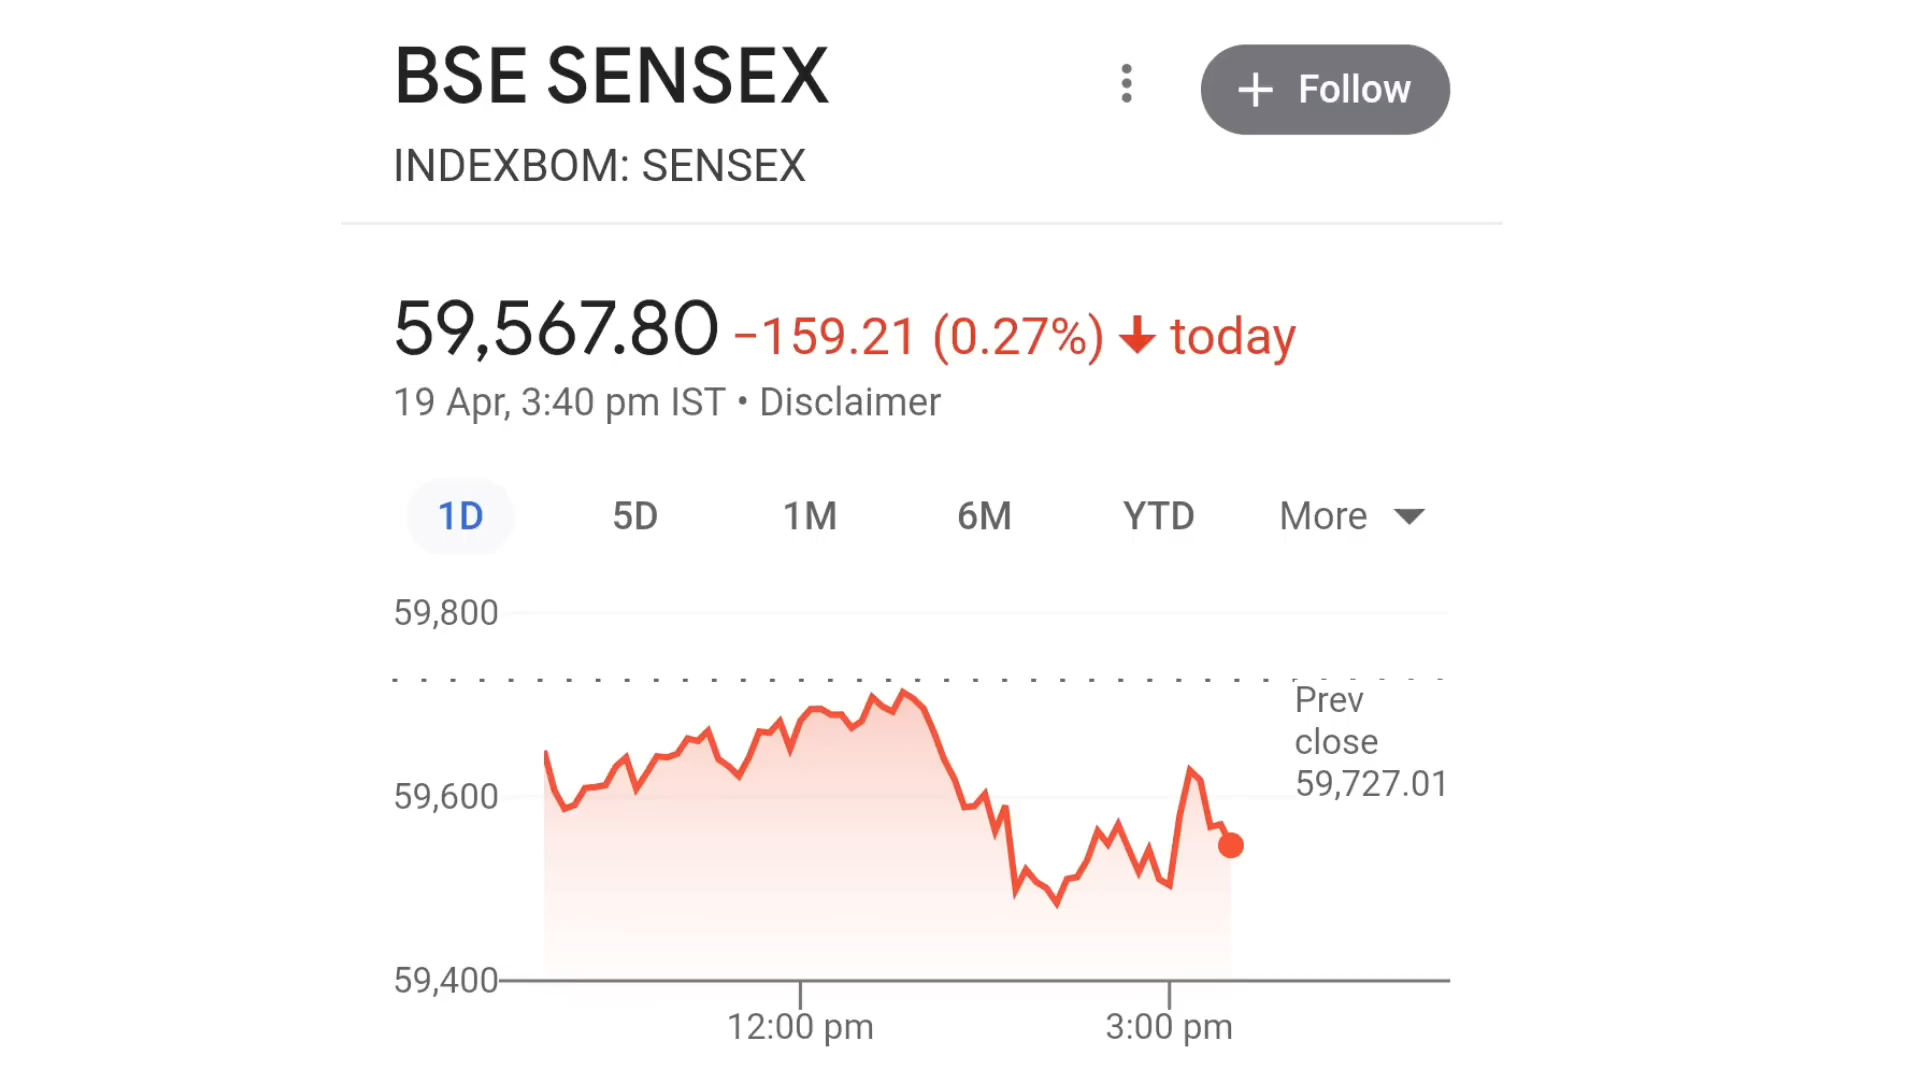 BSE SENSEX
+ Follow
INDEXBOM: SENSEX
59,567.80 −159.21 (0.27%) ↓ today
19 Apr, 3:40 pm IST • Disclaimer
1D 5D 1M 6M YTD More
59,800
Prev
close
59,727.01
59,600
59,400
12:00 pm 3:00 pm